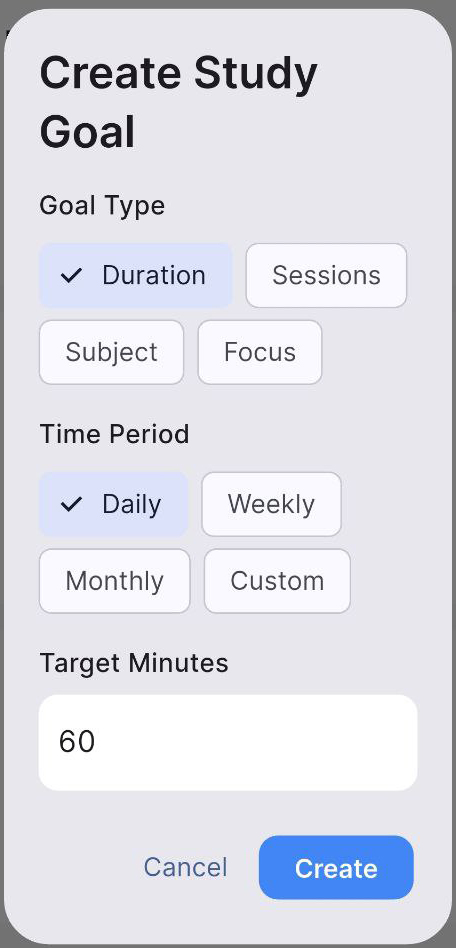 Create Study
Goal
Goal Type
Duration
Sessions
Subject
Focus
Time Period
Daily
Weekly
Monthly
Custom
Target Minutes
60
Cancel
Create